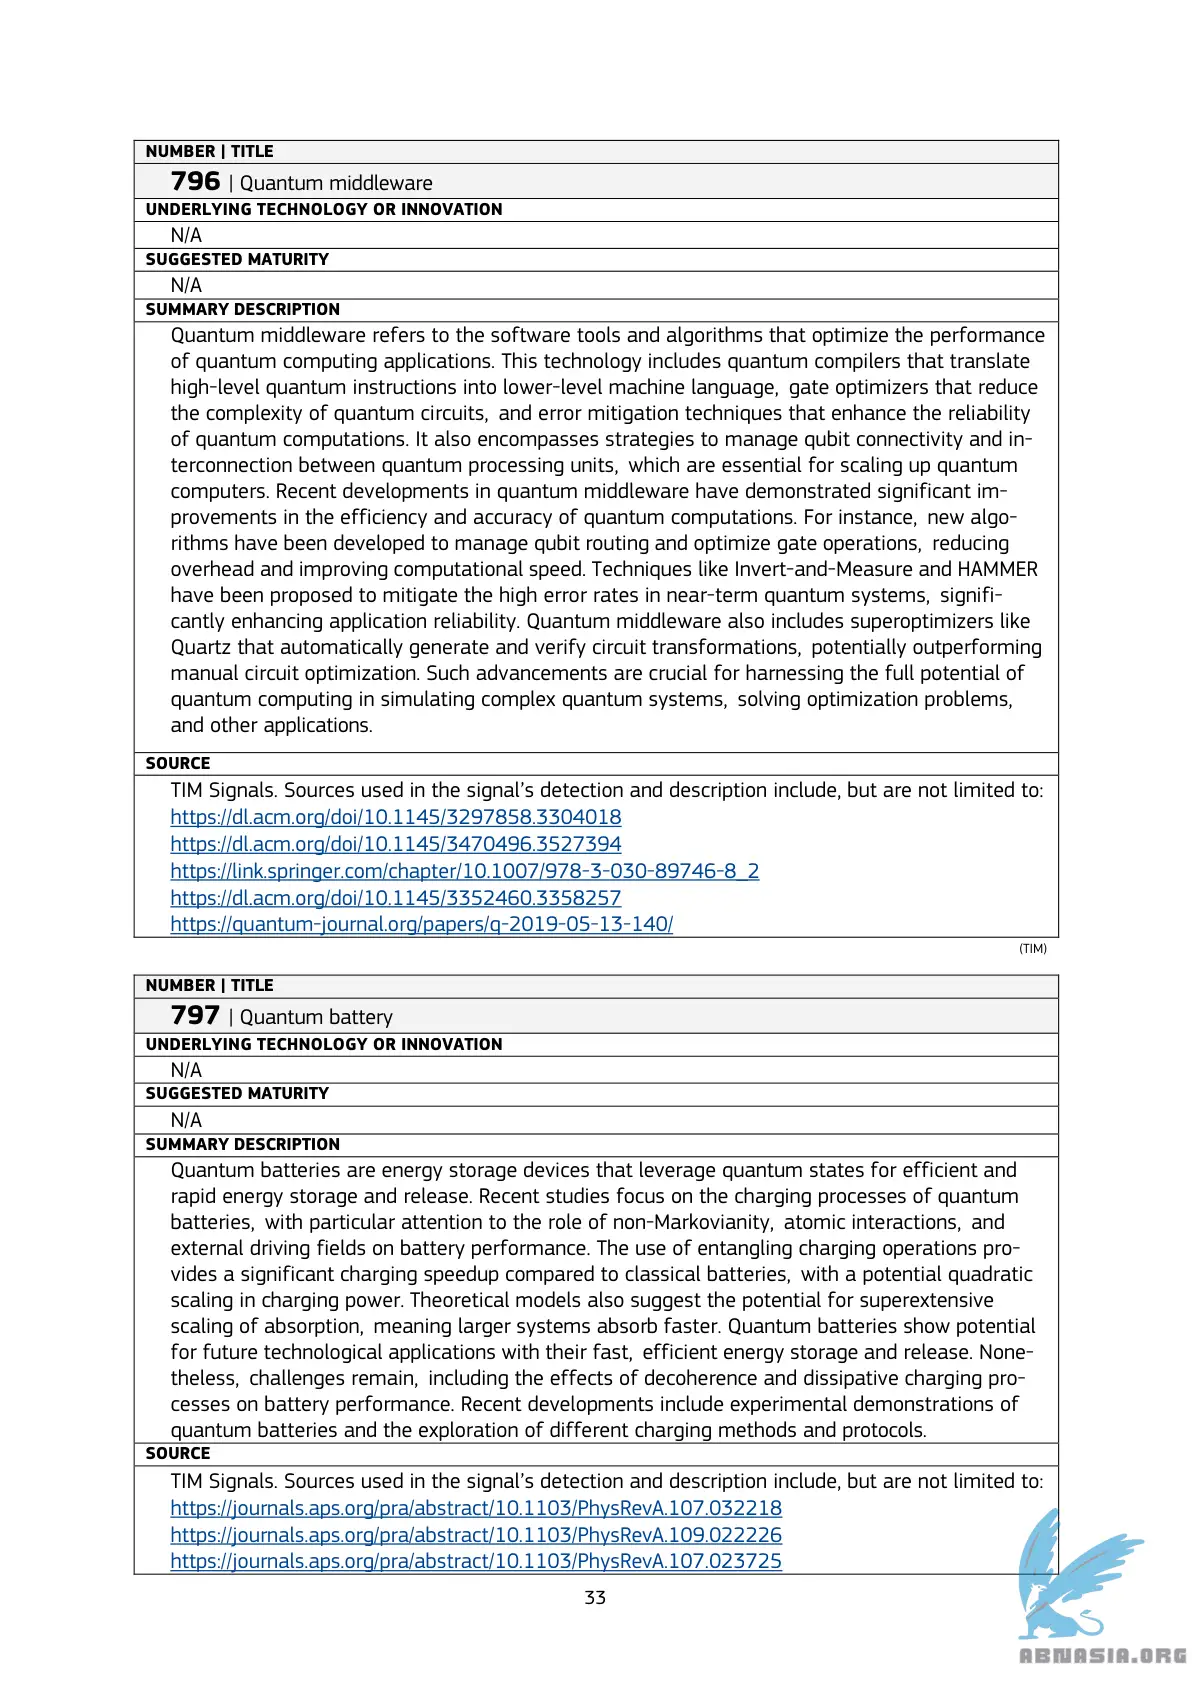 NUMBER | TITLE
796 | Quantum middleware
UNDERLYING TECHNOLOGY OR INNOVATION
N/A
SUGGESTED MATURITY
N/A
SUMMARY DESCRIPTION
Quantum middleware refers to the software tools and algorithms that optimize the performance
of quantum computing applications. This technology includes quantum compilers that translate
high-level quantum instructions into lower-level machine language, gate optimizers that reduce
the complexity of quantum circuits, and error mitigation techniques that enhance the reliability
of quantum computations. It also encompasses strategies to manage qubit connectivity and in-
terconnection between quantum processing units, which are essential for scaling up quantum
computers. Recent developments in quantum middleware have demonstrated significant im-
provements in the efficiency and accuracy of quantum computations. For instance, new algo-
rithms have been developed to manage qubit routing and optimize gate operations, reducing
overhead and improving computational speed. Techniques like Invert-and-Measure and HAMMER
have been proposed to mitigate the high error rates in near-term quantum systems, signifi-
cantly enhancing application reliability. Quantum middleware also includes superoptimizers like
Quartz that automatically generate and verify circuit transformations, potentially outperforming
manual circuit optimization. Such advancements are crucial for harnessing the full potential of
quantum computing in simulating complex quantum systems, solving optimization problems,
and other applications.
SOURCE
TIM Signals. Sources used in the signal's detection and description include, but are not limited to:
https://dl.acm.org/doi/10.1145/3297858.3304018
https://dl.acm.org/doi/10.1145/3470496.3527394
https://link.springer.com/chapter/10.1007/978-3-030-89746-8_2
https://dl.acm.org/doi/10.1145/3352460.3358257
https://quantum-journal.org/papers/q-2019-05-13-140/
(TIM)
NUMBER | TITLE
797 | Quantum battery
UNDERLYING TECHNOLOGY OR INNOVATION
N/A
SUGGESTED MATURITY
N/A
SUMMARY DESCRIPTION
Quantum batteries are energy storage devices that leverage quantum states for efficient and
rapid energy storage and release. Recent studies focus on the charging processes of quantum
batteries, with particular attention to the role of non-Markovianity, atomic interactions, and
external driving fields on battery performance. The use of entangling charging operations pro-
vides a significant charging speedup compared to classical batteries, with a potential quadratic
scaling in charging power. Theoretical models also suggest the potential for superextensive
scaling of absorption, meaning larger systems absorb faster. Quantum batteries show potential
for future technological applications with their fast, efficient energy storage and release. None-
theless, challenges remain, including the effects of decoherence and dissipative charging pro-
cesses on battery performance. Recent developments include experimental demonstrations of
quantum batteries and the exploration of different charging methods and protocols.
SOURCE
TIM Signals. Sources used in the signal's detection and description include, but are not limited to:
https://journals.aps.org/pra/abstract/10.1103/PhysRevA.107.032218
https://journals.aps.org/pra/abstract/10.1103/PhysRevA.109.022226
https://journals.aps.org/pra/abstract/10.1103/PhysRevA.107.023725
33
ABNASIA.ORG